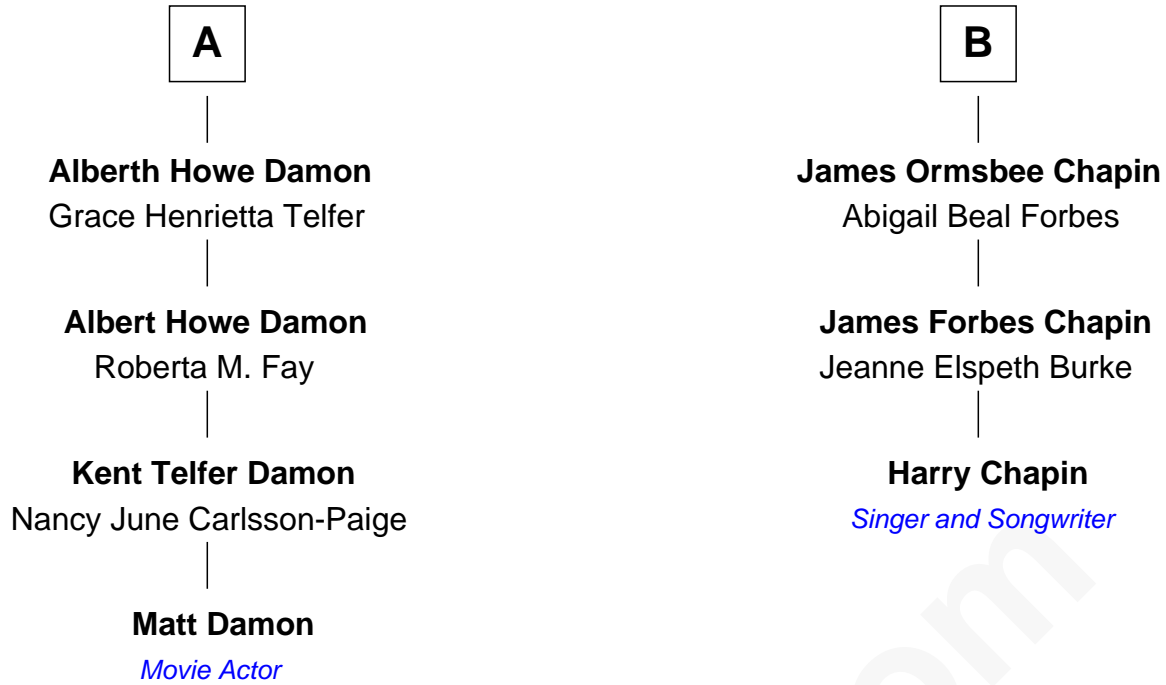 A
Alberth Howe Damon
Grace Henrietta Telfer
Albert Howe Damon
Roberta M. Fay
Kent Telfer Damon
Nancy June Carlsson-Paige
Matt Damon
Movie Actor
B
James Ormsbee Chapin
Abigail Beal Forbes
James Forbes Chapin
Jeanne Elspeth Burke
Harry Chapin
Singer and Songwriter
om